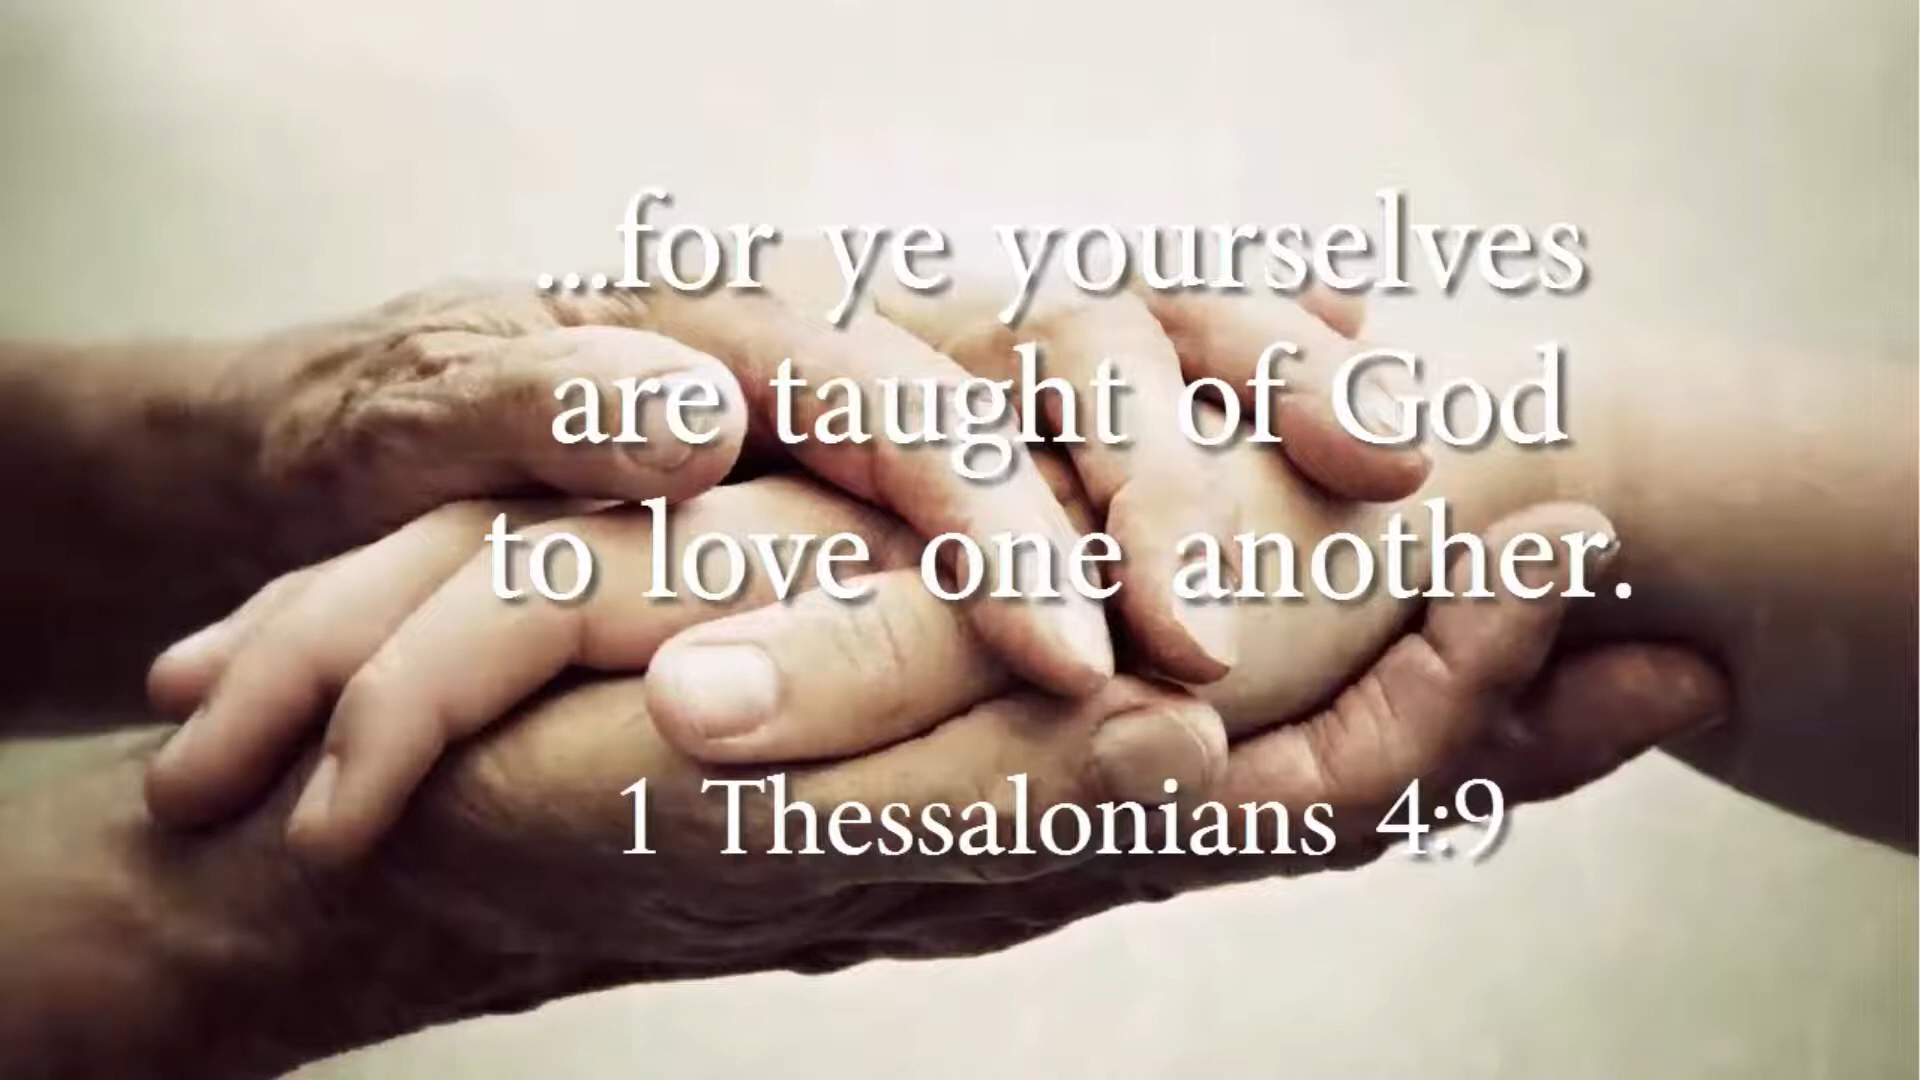 ...for ye yourselves
are taught of God
to love one another.
1 Thessalonians 4:9